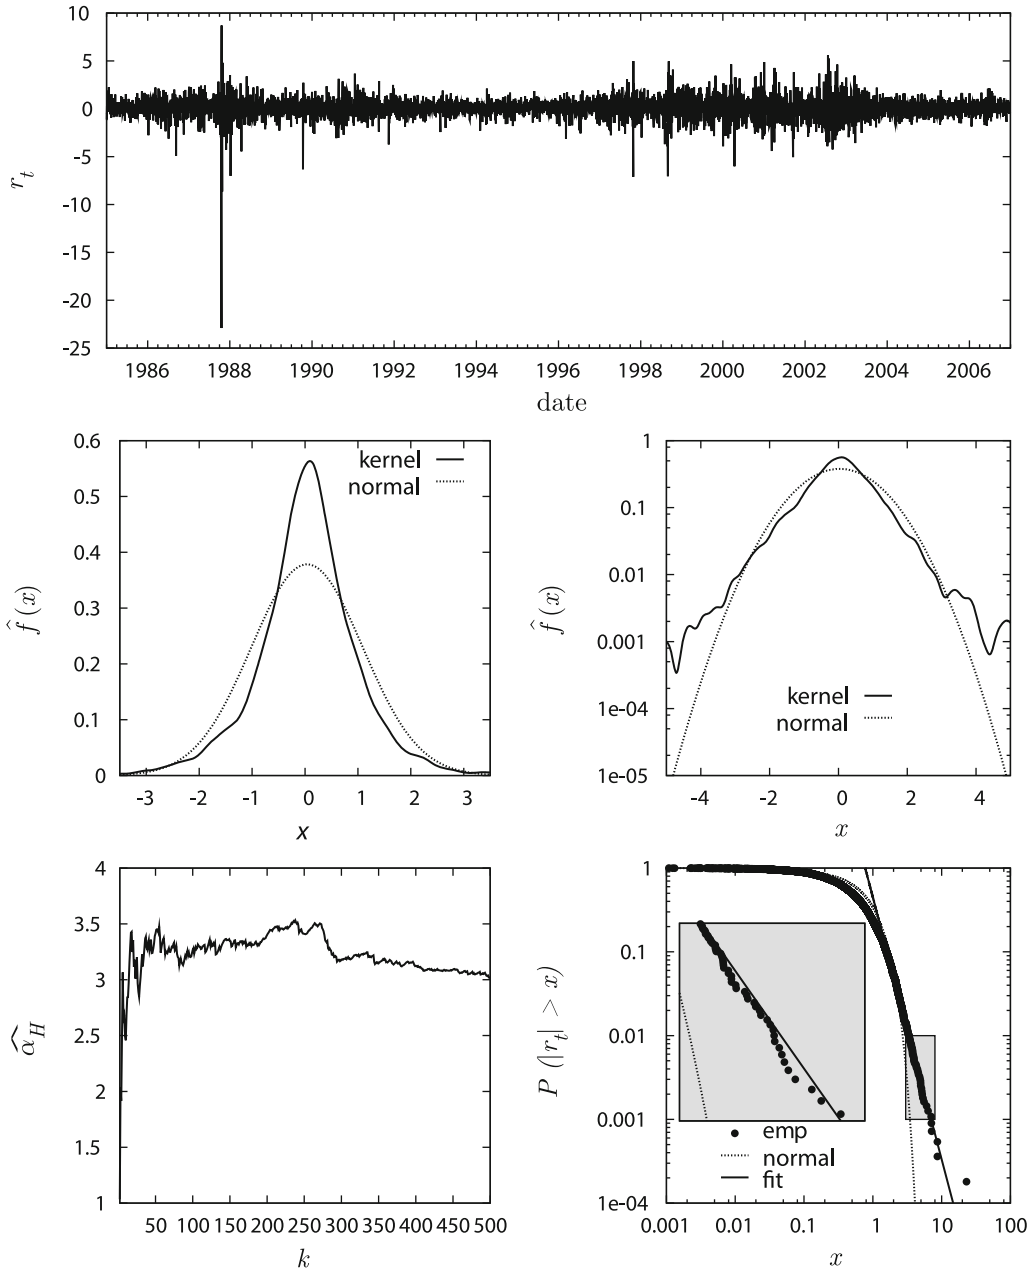 10
5
0
-5
-10
-15
-20
-25
r_t
1986 1988 1990 1992 1994 1996 1998 2000 2002 2004 2006
date
0.6
0.5
0.4
0.3
0.2
0.1
0
f̂ (x)
kernel
normal
-3 -2 -1 0 1 2 3
x
1
0.1
0.01
0.001
1e-04
1e-05
f̂ (x)
kernel
normal
-4 -2 0 2 4
x
4
3.5
3
2.5
2
1.5
1
α̂_H
50 100 150 200 250 300 350 400 450 500
k
1
0.1
0.01
0.001
1e-04
P (|r_t| > x)
emp
normal
fit
0.001 0.01 0.1 1 10 100
x